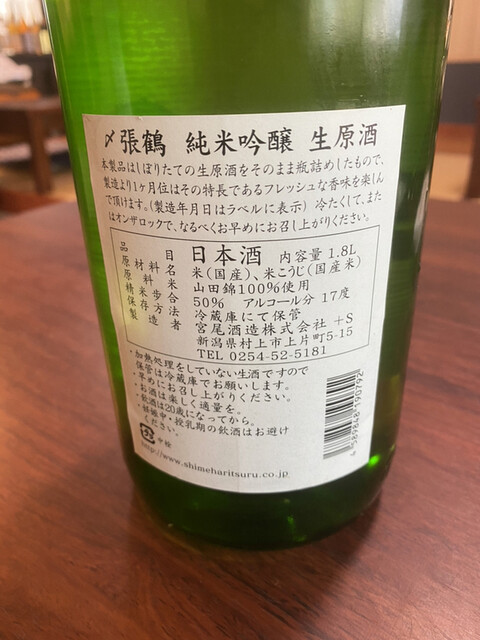 〆張鶴 純米吟醸 生原酒
本製品はしぼりたての生原酒をそのまま瓶詰めしたもので、
製造より1ヶ月位はその特長であるフレッシュな香味を楽しん
で頂けます。(製造年月日はラベルに表示) 冷たくして、また
はオンザロックで、なるべくお早めにお召し上がりください。
品目 日本酒 内容量 1.8L
原材料名 米(国産)、米こうじ(国産米)
原料米 山田錦100%使用
精米歩合 50% アルコール分 17度
保存方法 冷蔵庫にて保管
製造者 宮尾酒造株式会社 +S
新潟県村上市上片町5-15
TEL 0254-52-5181
・加熱処理をしていない生酒ですので
保管は冷蔵庫でお願いします。
・早めにお召し上がりください。
・お酒は楽しく適量を。
・飲酒は20歳になってから。
・妊娠中・授乳期の飲酒はお避け
ください。
中栓
http://www.shimeharitsuru.co.jp
4 589848 190792